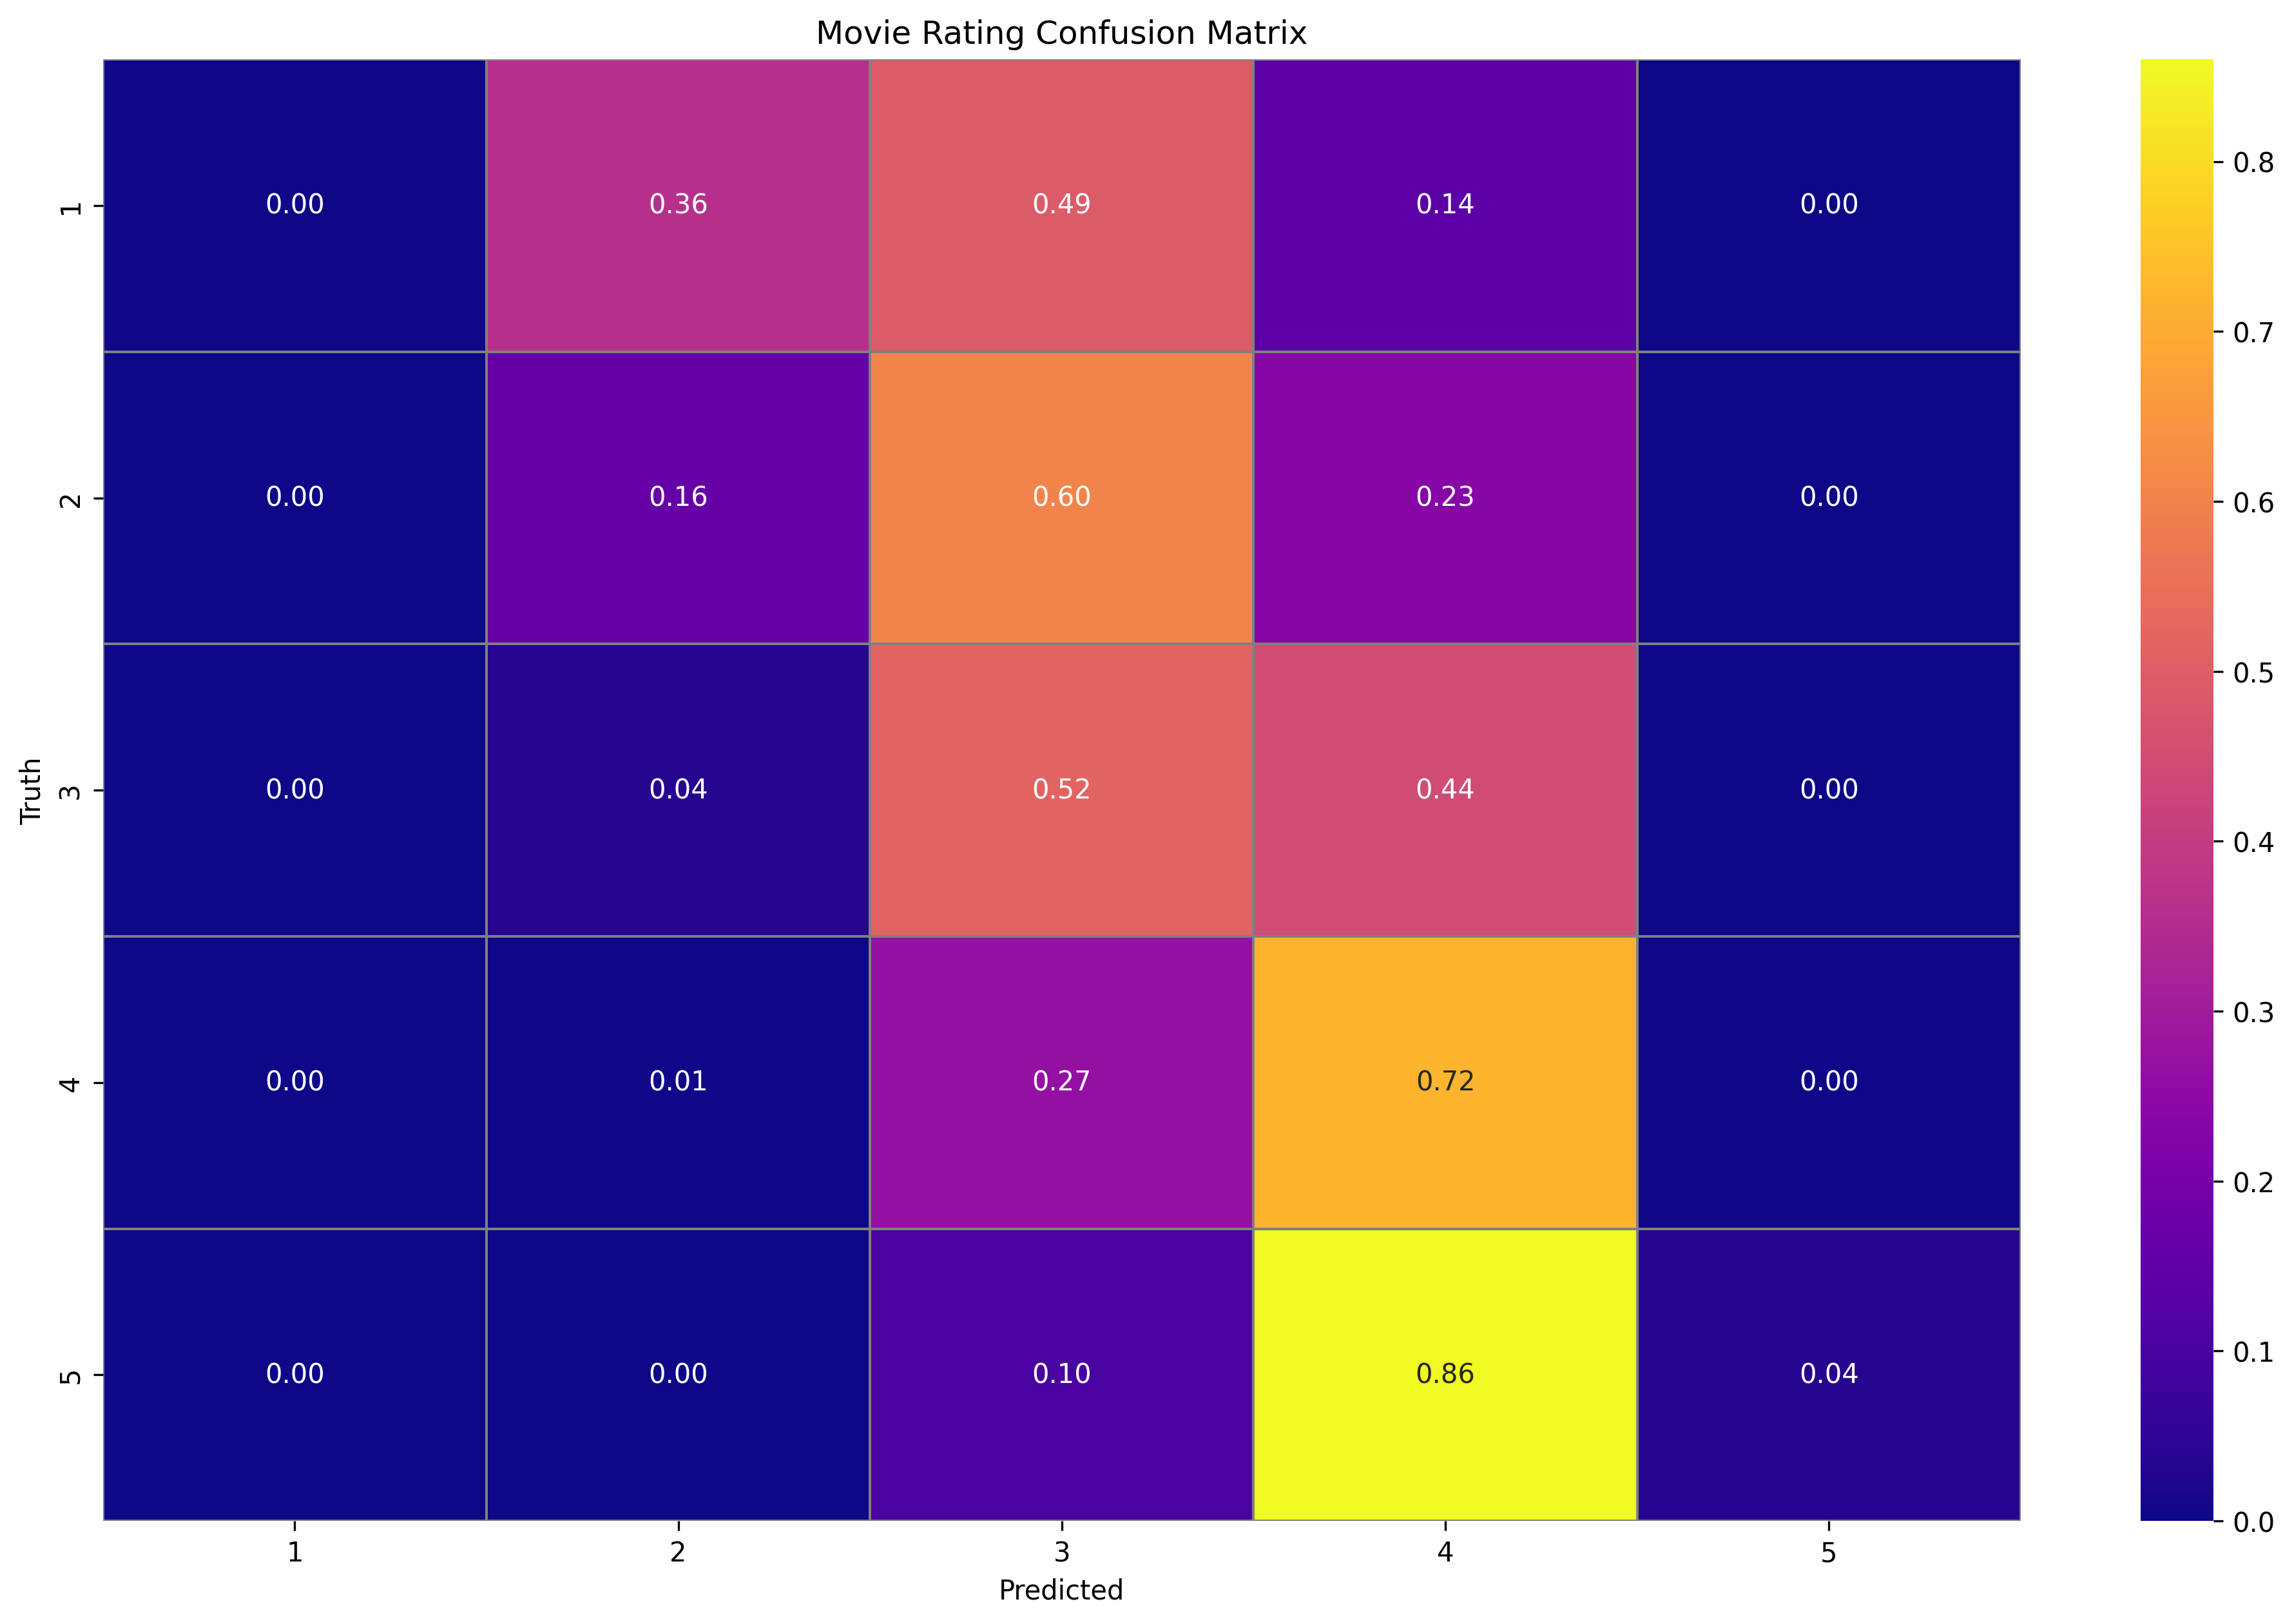 Movie Rating Confusion Matrix
Truth
1 0.00 0.36 0.49 0.14 0.00
2 0.00 0.16 0.60 0.23 0.00
3 0.00 0.04 0.52 0.44 0.00
4 0.00 0.01 0.27 0.72 0.00
5 0.00 0.00 0.10 0.86 0.04
1 2 3 4 5
Predicted
0.8
0.7
0.6
0.5
0.4
0.3
0.2
0.1
0.0